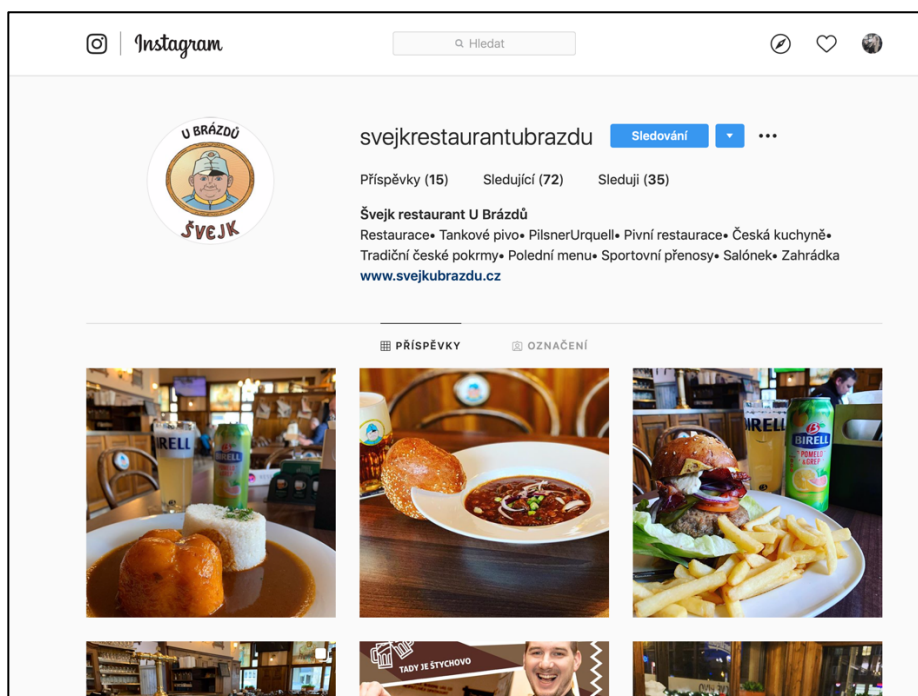 Instagram
Hledat
U BRÁZDŮ
ŠVEJK
svejkrestaurantubrazdu
Sledování
Příspěvky (15) Sledující (72) Sleduji (35)
Švejk restaurant U Brázdů
Restaurace• Tankové pivo• PilsnerUrquell• Pivní restaurace• Česká kuchyně•
Tradiční české pokrmy• Polední menu• Sportovní přenosy• Salónek• Zahrádka
www.svejkubrazdu.cz
PŘÍSPĚVKY OZNAČENÍ
BIRELL
BIRELL
BIRELL
BIRELL
POMELO
& GREP
TADY JE ŠTYCHOVO